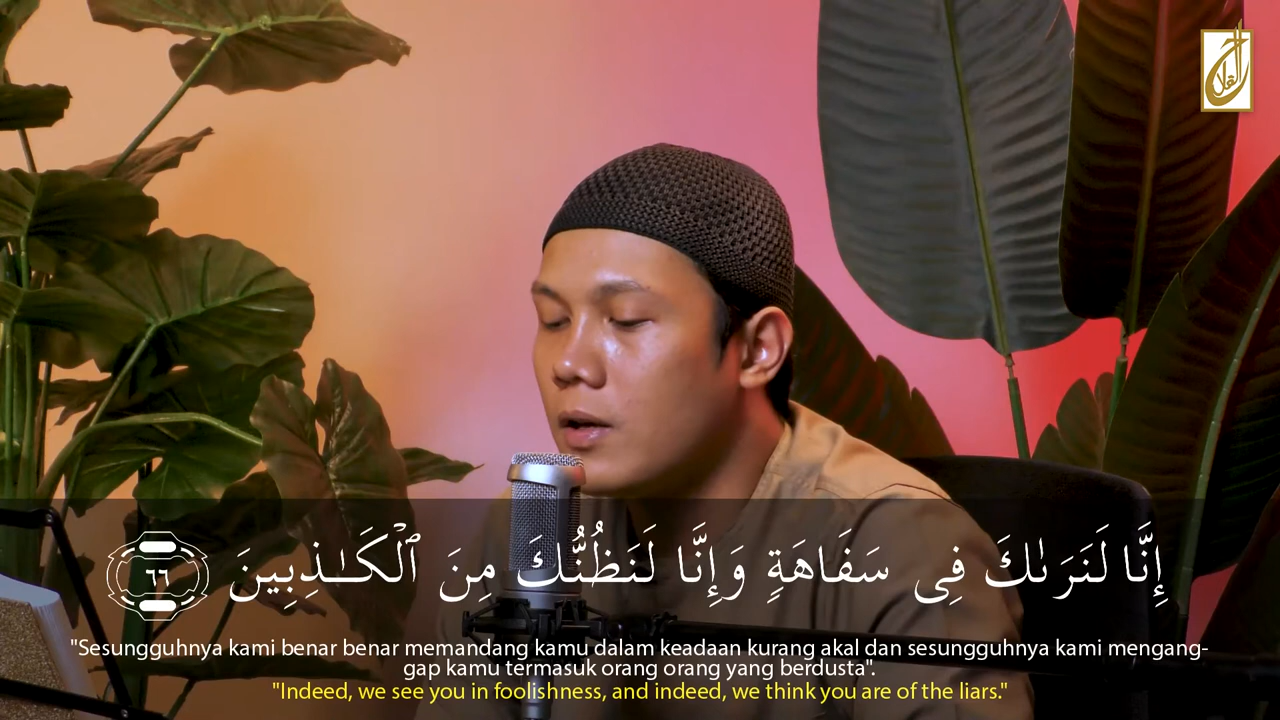 الفلاح
إِنَّا لَنَرَىٰكَ فِى سَفَاهَةٍ وَإِنَّا لَنَظُنُّكَ مِنَ ٱلْكَـٰذِبِينَ ٦٦
"Sesungguhnya kami benar benar memandang kamu dalam keadaan kurang akal dan sesungguhnya kami mengang-
gap kamu termasuk orang orang yang berdusta".
"Indeed, we see you in foolishness, and indeed, we think you are of the liars."